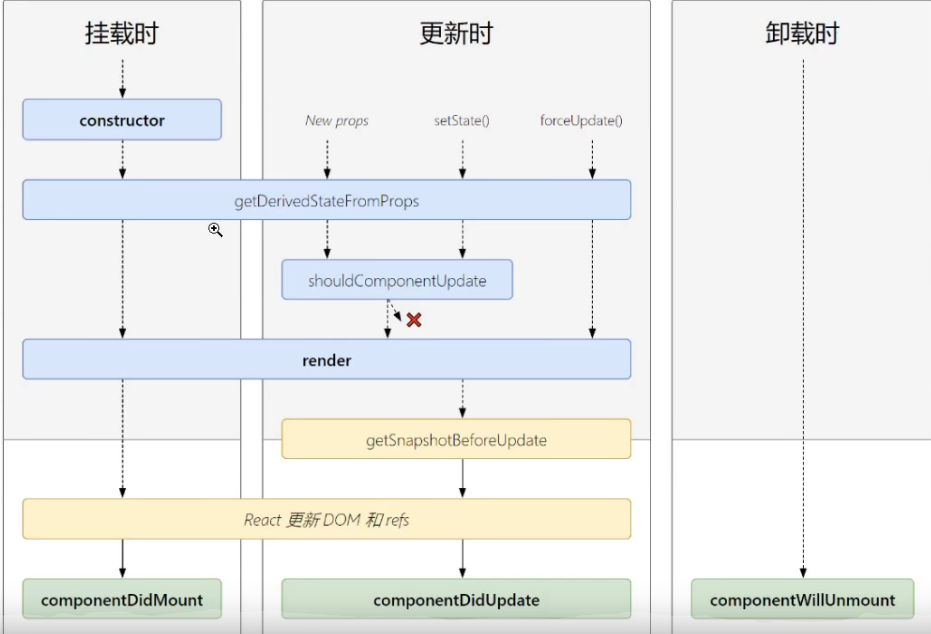 挂载时
更新时
卸载时
constructor
New props
setState()
forceUpdate()
getDerivedStateFromProps
shouldComponentUpdate
render
getSnapshotBeforeUpdate
React 更新 DOM 和 refs
componentDidMount
componentDidUpdate
componentWillUnmount